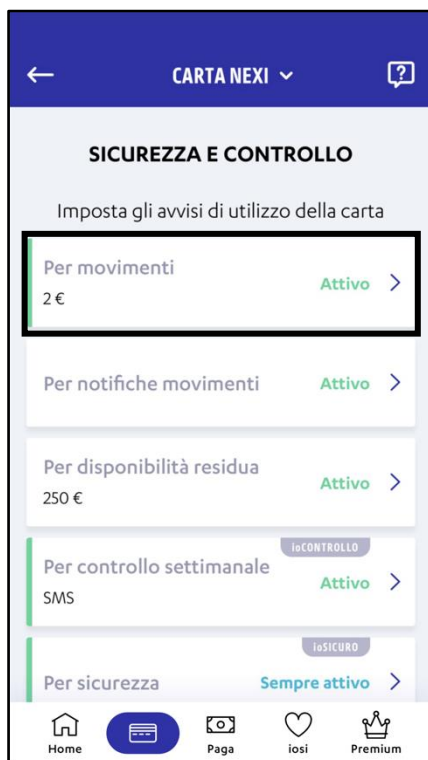 CARTA NEXI
?
SICUREZZA E CONTROLLO
Imposta gli avvisi di utilizzo della carta
Per movimenti
2 €
Attivo
Per notifiche movimenti
Attivo
Per disponibilità residua
250 €
Attivo
ioCONTROLLO
Per controllo settimanale
SMS
Attivo
ioSICURO
Per sicurezza
Sempre attivo
Home
Paga
iosi
Premium